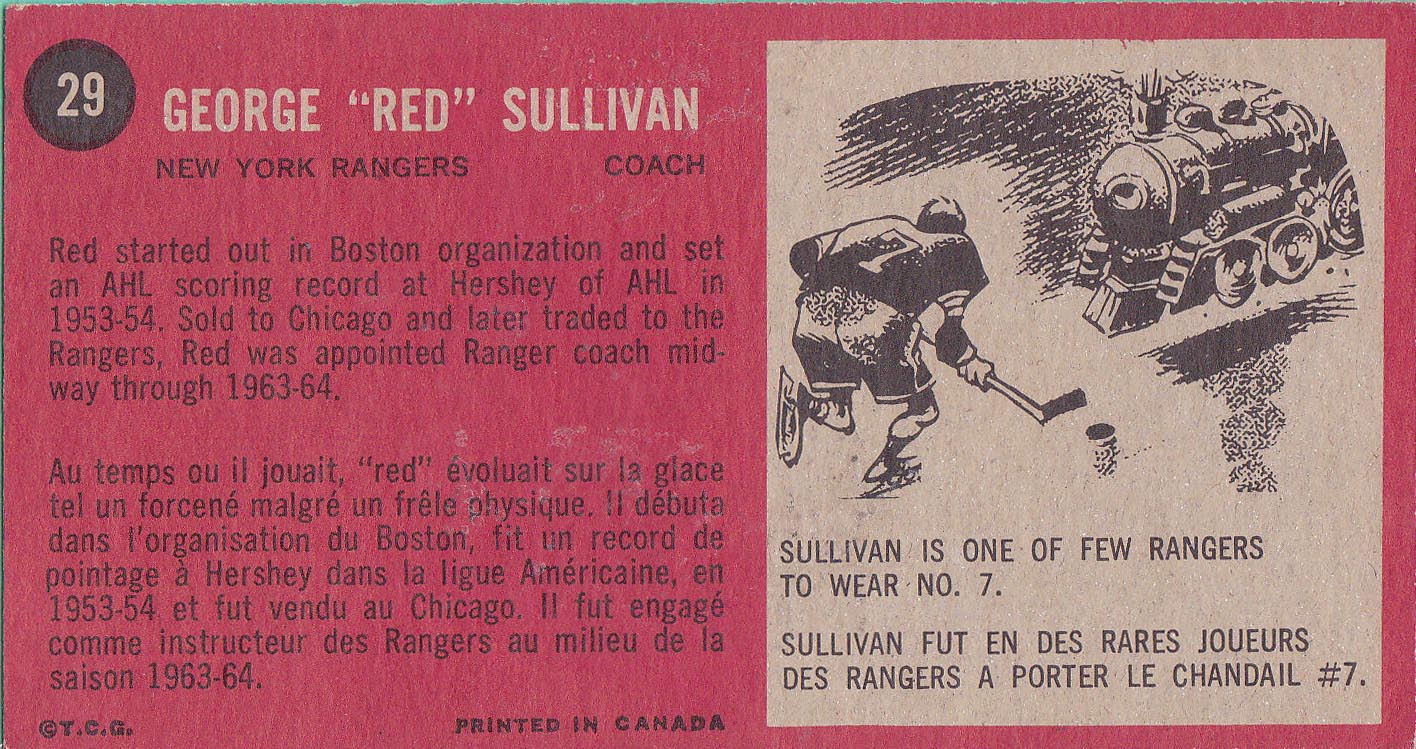 29
GEORGE "RED" SULLIVAN
NEW YORK RANGERS COACH
Red started out in Boston organization and set
an AHL scoring record at Hershey of AHL in
1953-54. Sold to Chicago and later traded to the
Rangers, Red was appointed Ranger coach mid-
way through 1963-64.
Au temps ou il jouait, "red" évoluait sur la glace
tel un forcené malgré un frêle physique. Il débuta
dans l'organisation du Boston, fit un record de
pointage à Hershey dans la ligue Américaine, en
1953-54 et fut vendu au Chicago. Il fut engagé
comme instructeur des Rangers au milieu de la
saison 1963-64.
©T.C.G. PRINTED IN CANADA
7
SULLIVAN IS ONE OF FEW RANGERS
TO WEAR NO. 7.
SULLIVAN FUT EN DES RARES JOUEURS
DES RANGERS A PORTER LE CHANDAIL #7.